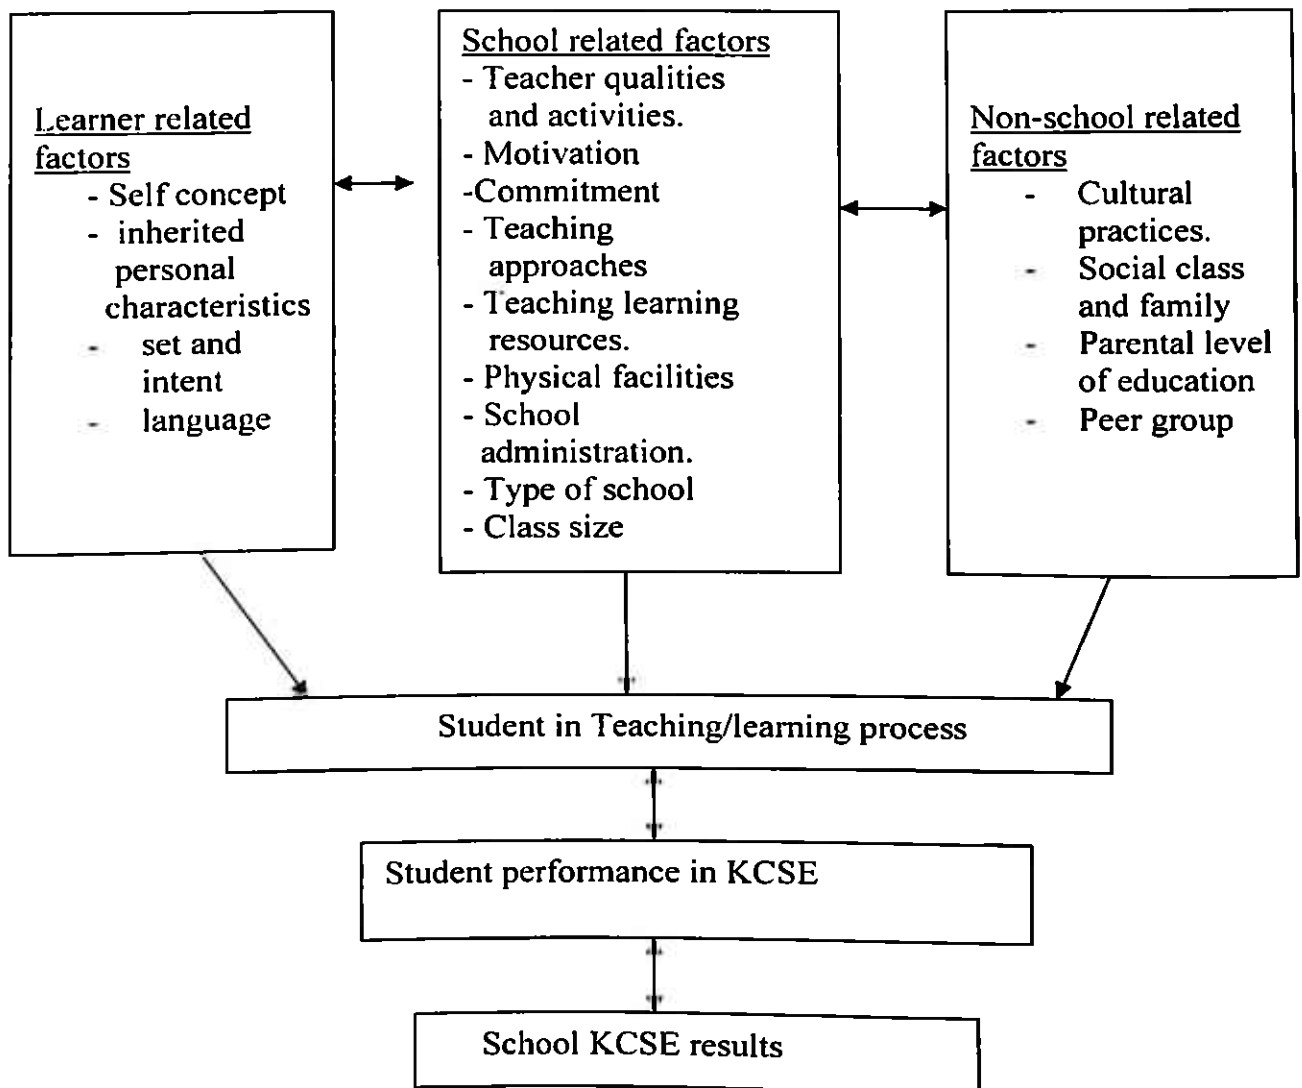 Learner related
factors
- Self concept
- inherited
personal
characteristics
- set and
intent
- language
School related factors
- Teacher qualities
and activities.
- Motivation
-Commitment
- Teaching
approaches
- Teaching learning
resources.
- Physical facilities
- School
administration.
- Type of school
- Class size
Non-school related
factors
- Cultural
practices.
- Social class
and family
- Parental level
of education
- Peer group
Student in Teaching/learning process
Student performance in KCSE
School KCSE results